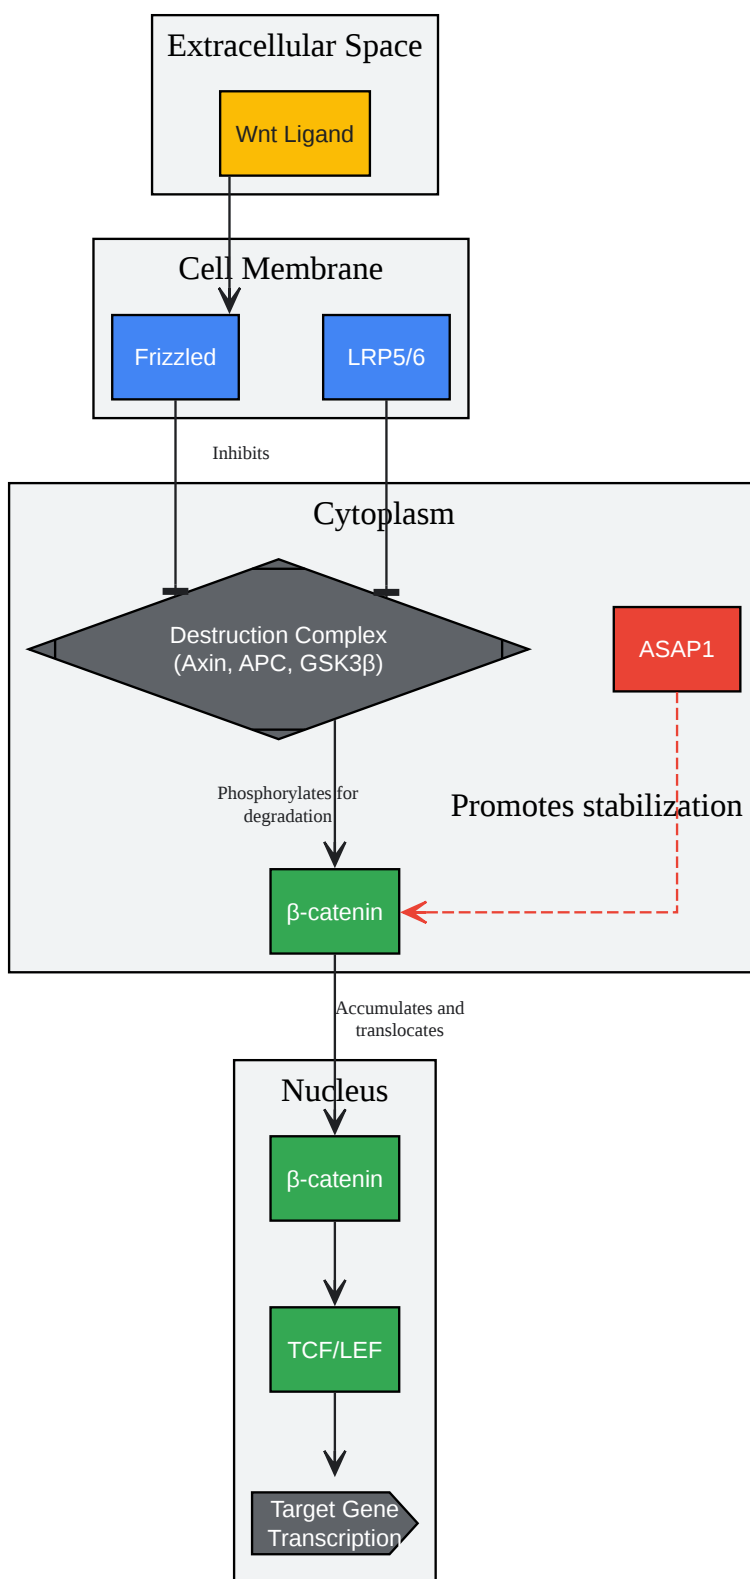 Extracellular Space
Wnt Ligand
Cell Membrane
Frizzled
LRP5/6
Inhibits
Cytoplasm
Destruction Complex
(Axin, APC, GSK3β)
ASAP1
Phosphorylates for
degradation
Promotes stabilization
β-catenin
Accumulates and
translocates
Nucleus
β-catenin
TCF/LEF
Target Gene
Transcription